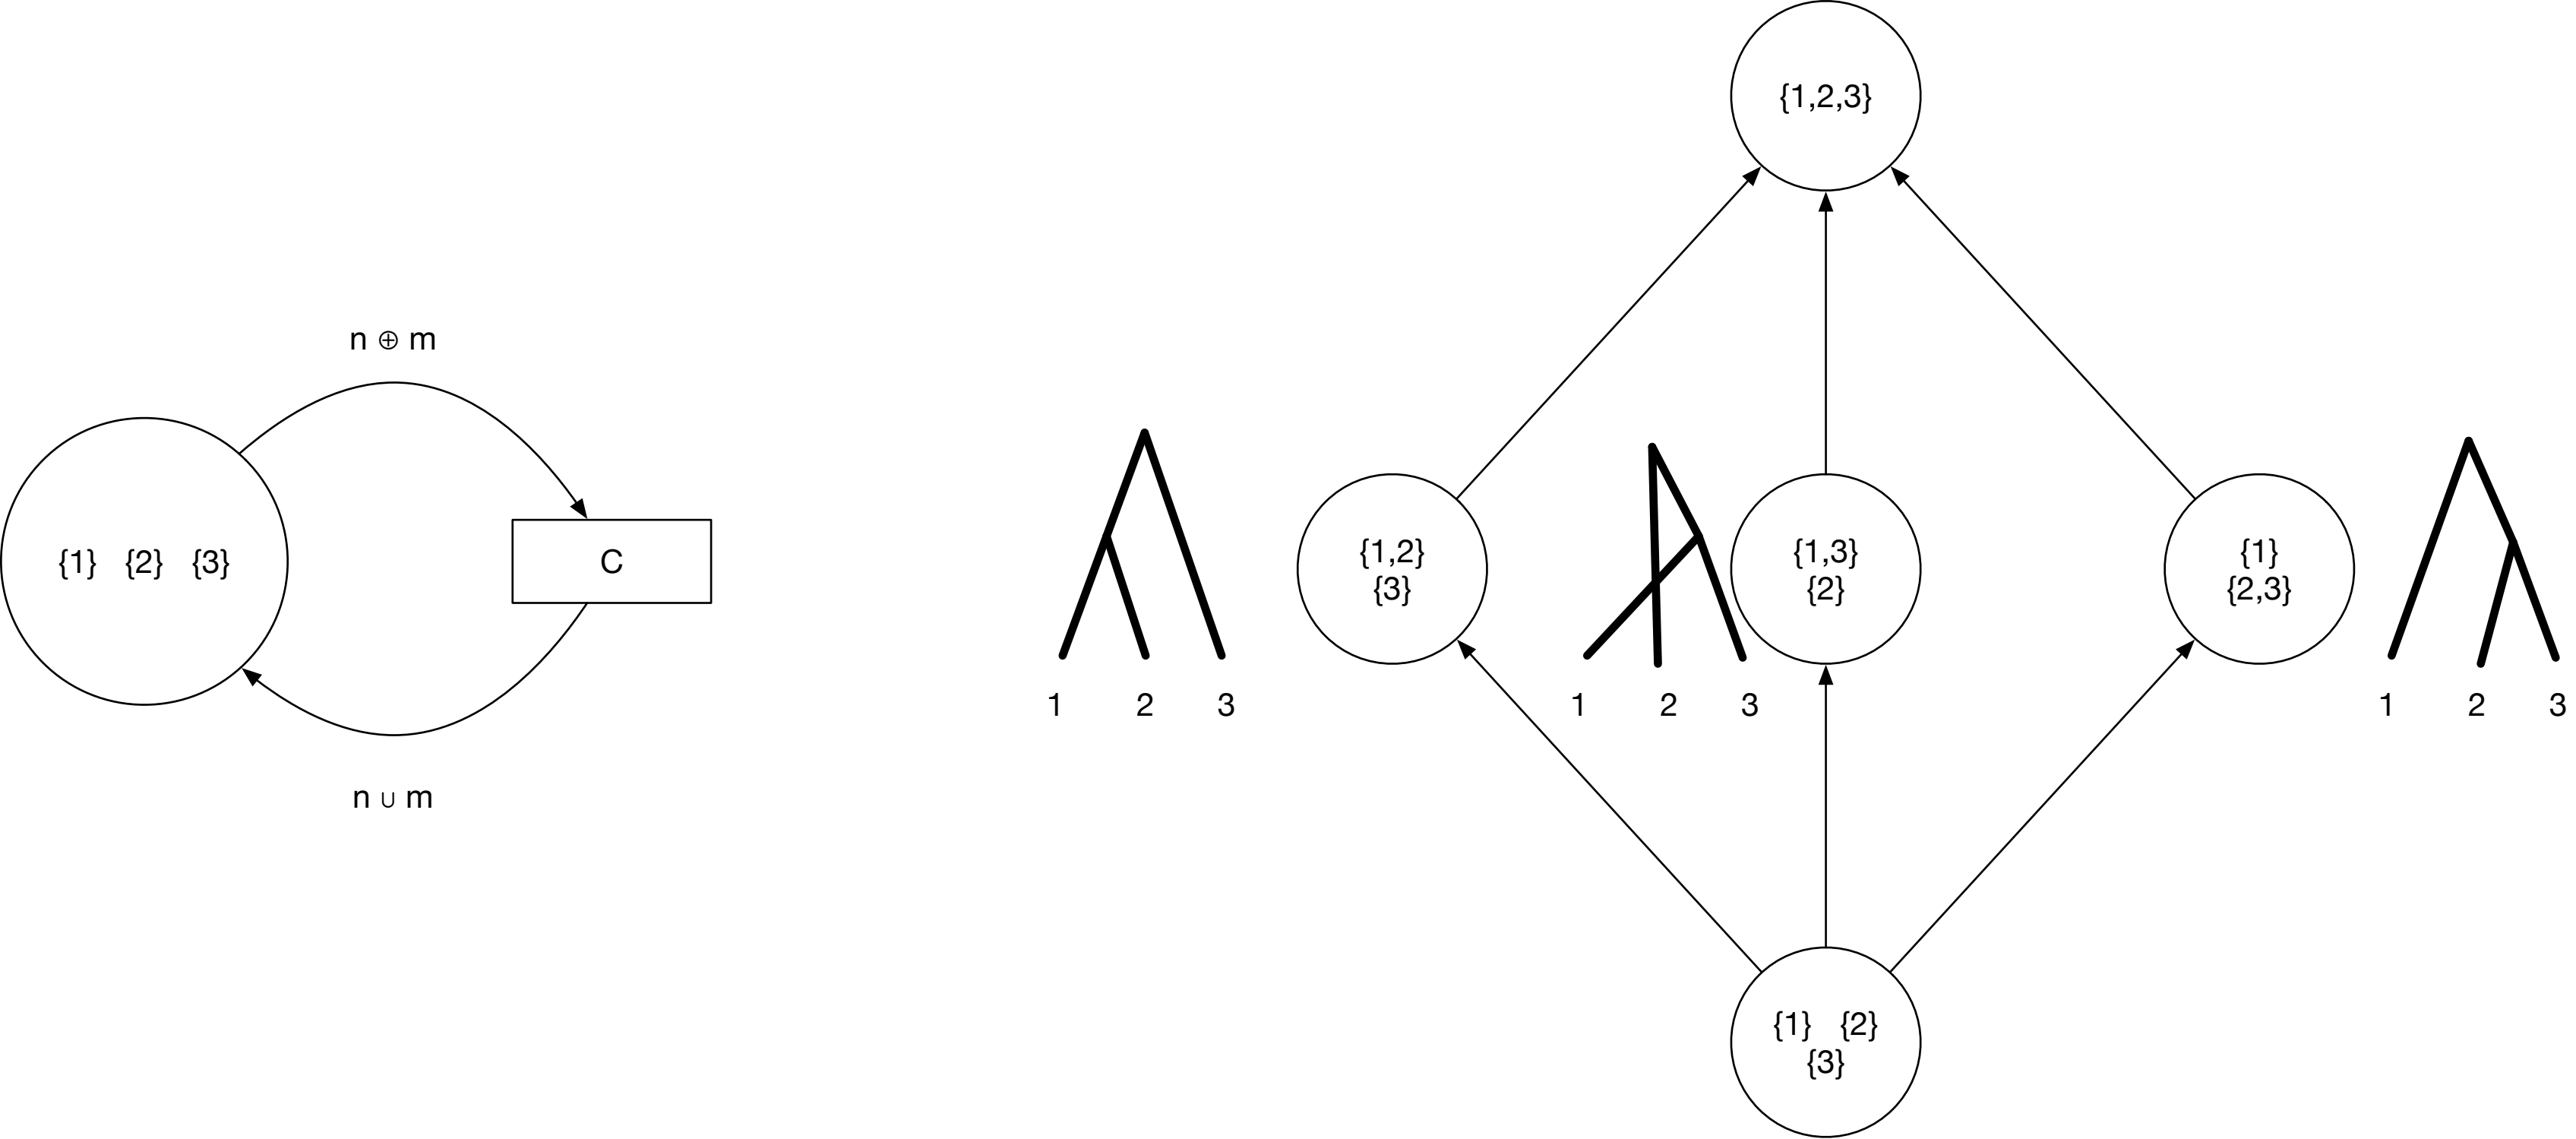 n ⊕ m
{1} {2} {3}
C
n ∪ m
{1,2,3}
1 2 3
{1,2}
{3}
1 2 3
{1,3}
{2}
{1}
{2,3}
1 2 3
{1} {2}
{3}